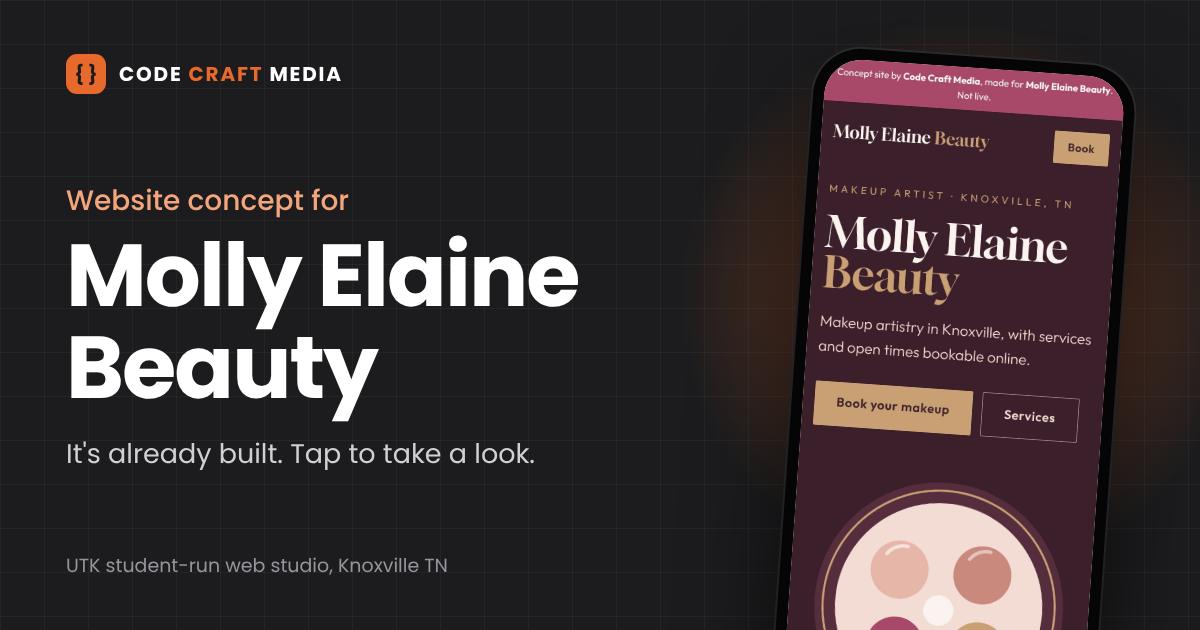 { } CODE CRAFT MEDIA
Website concept for
Molly Elaine
Beauty
It's already built. Tap to take a look.
UTK student-run web studio, Knoxville TN
Concept site by Code Craft Media, made for Molly Elaine Beauty.
Not live.
Molly Elaine Beauty
Book
MAKEUP ARTIST · KNOXVILLE, TN
Molly Elaine
Beauty
Makeup artistry in Knoxville, with services
and open times bookable online.
Book your makeup
Services